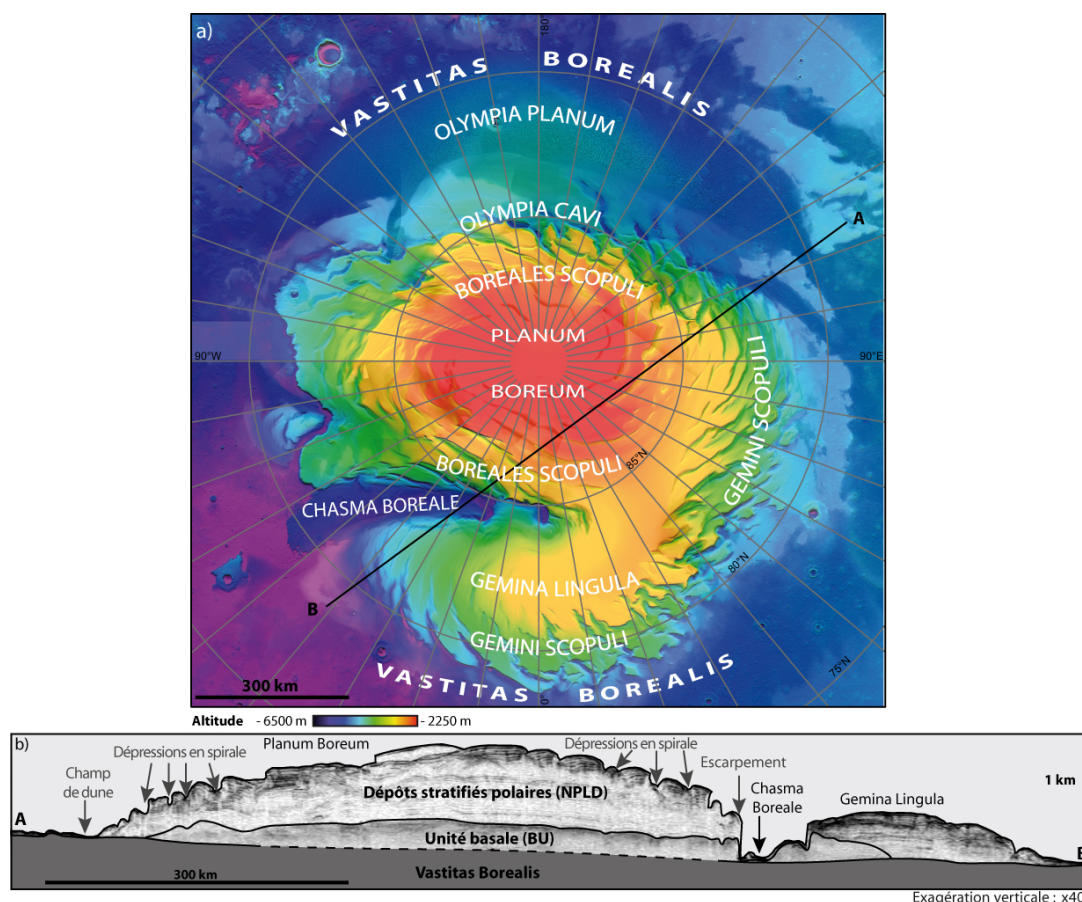 a)
180°
VASTITAS BOREALIS
OLYMPIA PLANUM
OLYMPIA CAVI
A
BOREALES SCOPULI
PLANUM
90°W
90°E
BOREUM
GEMINI SCOPULI
BOREALES SCOPULI
85°N
CHASMA BOREALE
80°N
GEMINA LINGULA
B
GEMINI SCOPULI
75°N
VASTITAS BOREALIS
300 km
0°
Altitude - 6500 m - 2250 m
b)
Planum Boreum
Dépressions en spirale
Dépressions en spirale
Champ
de dune
Escarpement
1 km
Dépôts stratifiés polaires (NPLD)
Chasma
Boreale
Gemina Lingula
A
Unité basale (BU)
B
300 km
Vastitas Borealis
Exagération verticale : x40